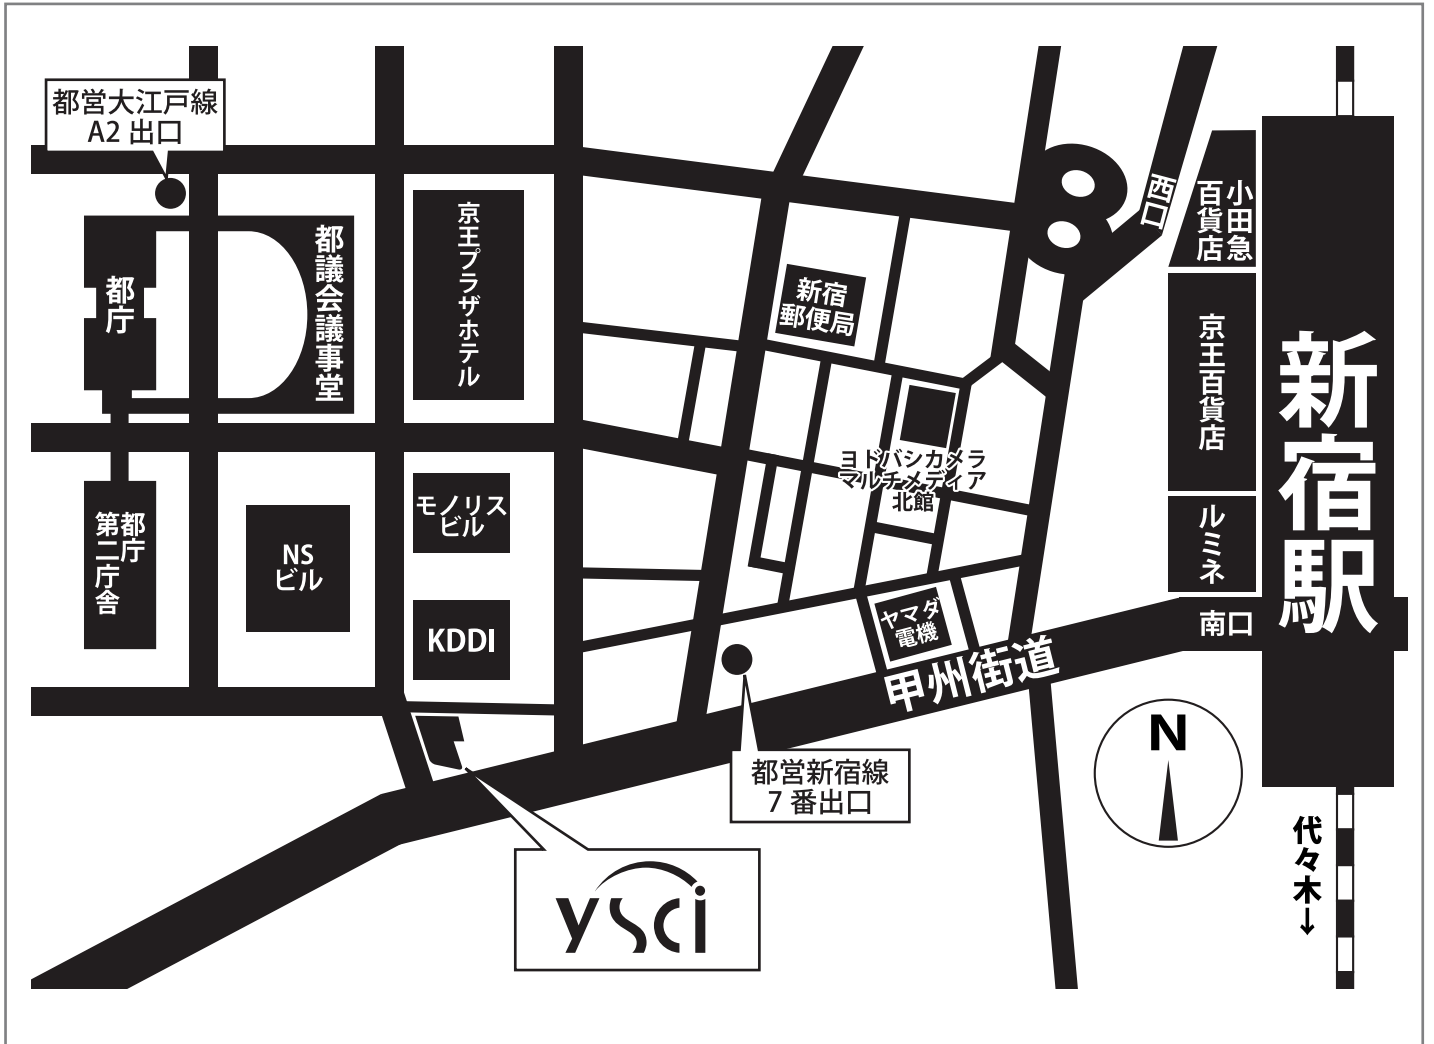 都営大江戸線
A2 出口
都庁
都議会議事堂
京王プラザホテル
新宿
郵便局
西口
小田急
百貨店
京王百貨店
ルミネ
新宿駅
ヨドバシカメラ
マルチメディア
北館
都庁
第二庁舎
NS
ビル
モノリス
ビル
KDDI
ヤマダ
電機
南口
甲州街道
都営新宿線
7 番出口
N
代々木↓
ysci